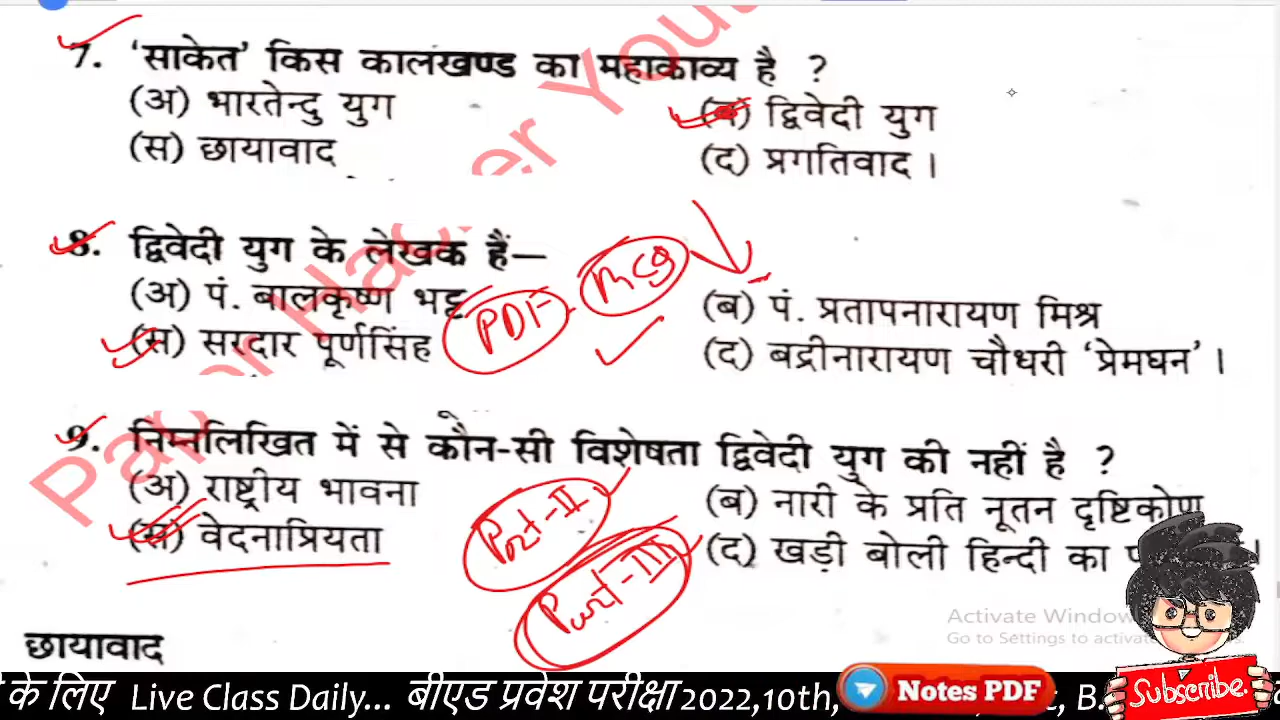 7. 'साकेत' किस कालखण्ड का महाकाव्य है ?
(अ) भारतेन्दु युग (ब) द्विवेदी युग
(स) छायावाद (द) प्रगतिवाद ।
8. द्विवेदी युग के लेखक हैं—
(अ) पं. बालकृष्ण भट्ट (ब) पं. प्रतापनारायण मिश्र
(स) सरदार पूर्णसिंह (द) बद्रीनारायण चौधरी 'प्रेमघन' ।
PDF MCQ
9. निम्नलिखित में से कौन-सी विशेषता द्विवेदी युग की नहीं है ?
(अ) राष्ट्रीय भावना (ब) नारी के प्रति नूतन दृष्टिकोण
(स) वेदनाप्रियता (द) खड़ी बोली हिन्दी का
Part-II
Part-III
छायावाद
Activate Window
Go to Settings to activat
के लिए Live Class Daily... बीएड प्रवेश परीक्षा 2022,10th,
Notes PDF
Subscribe.